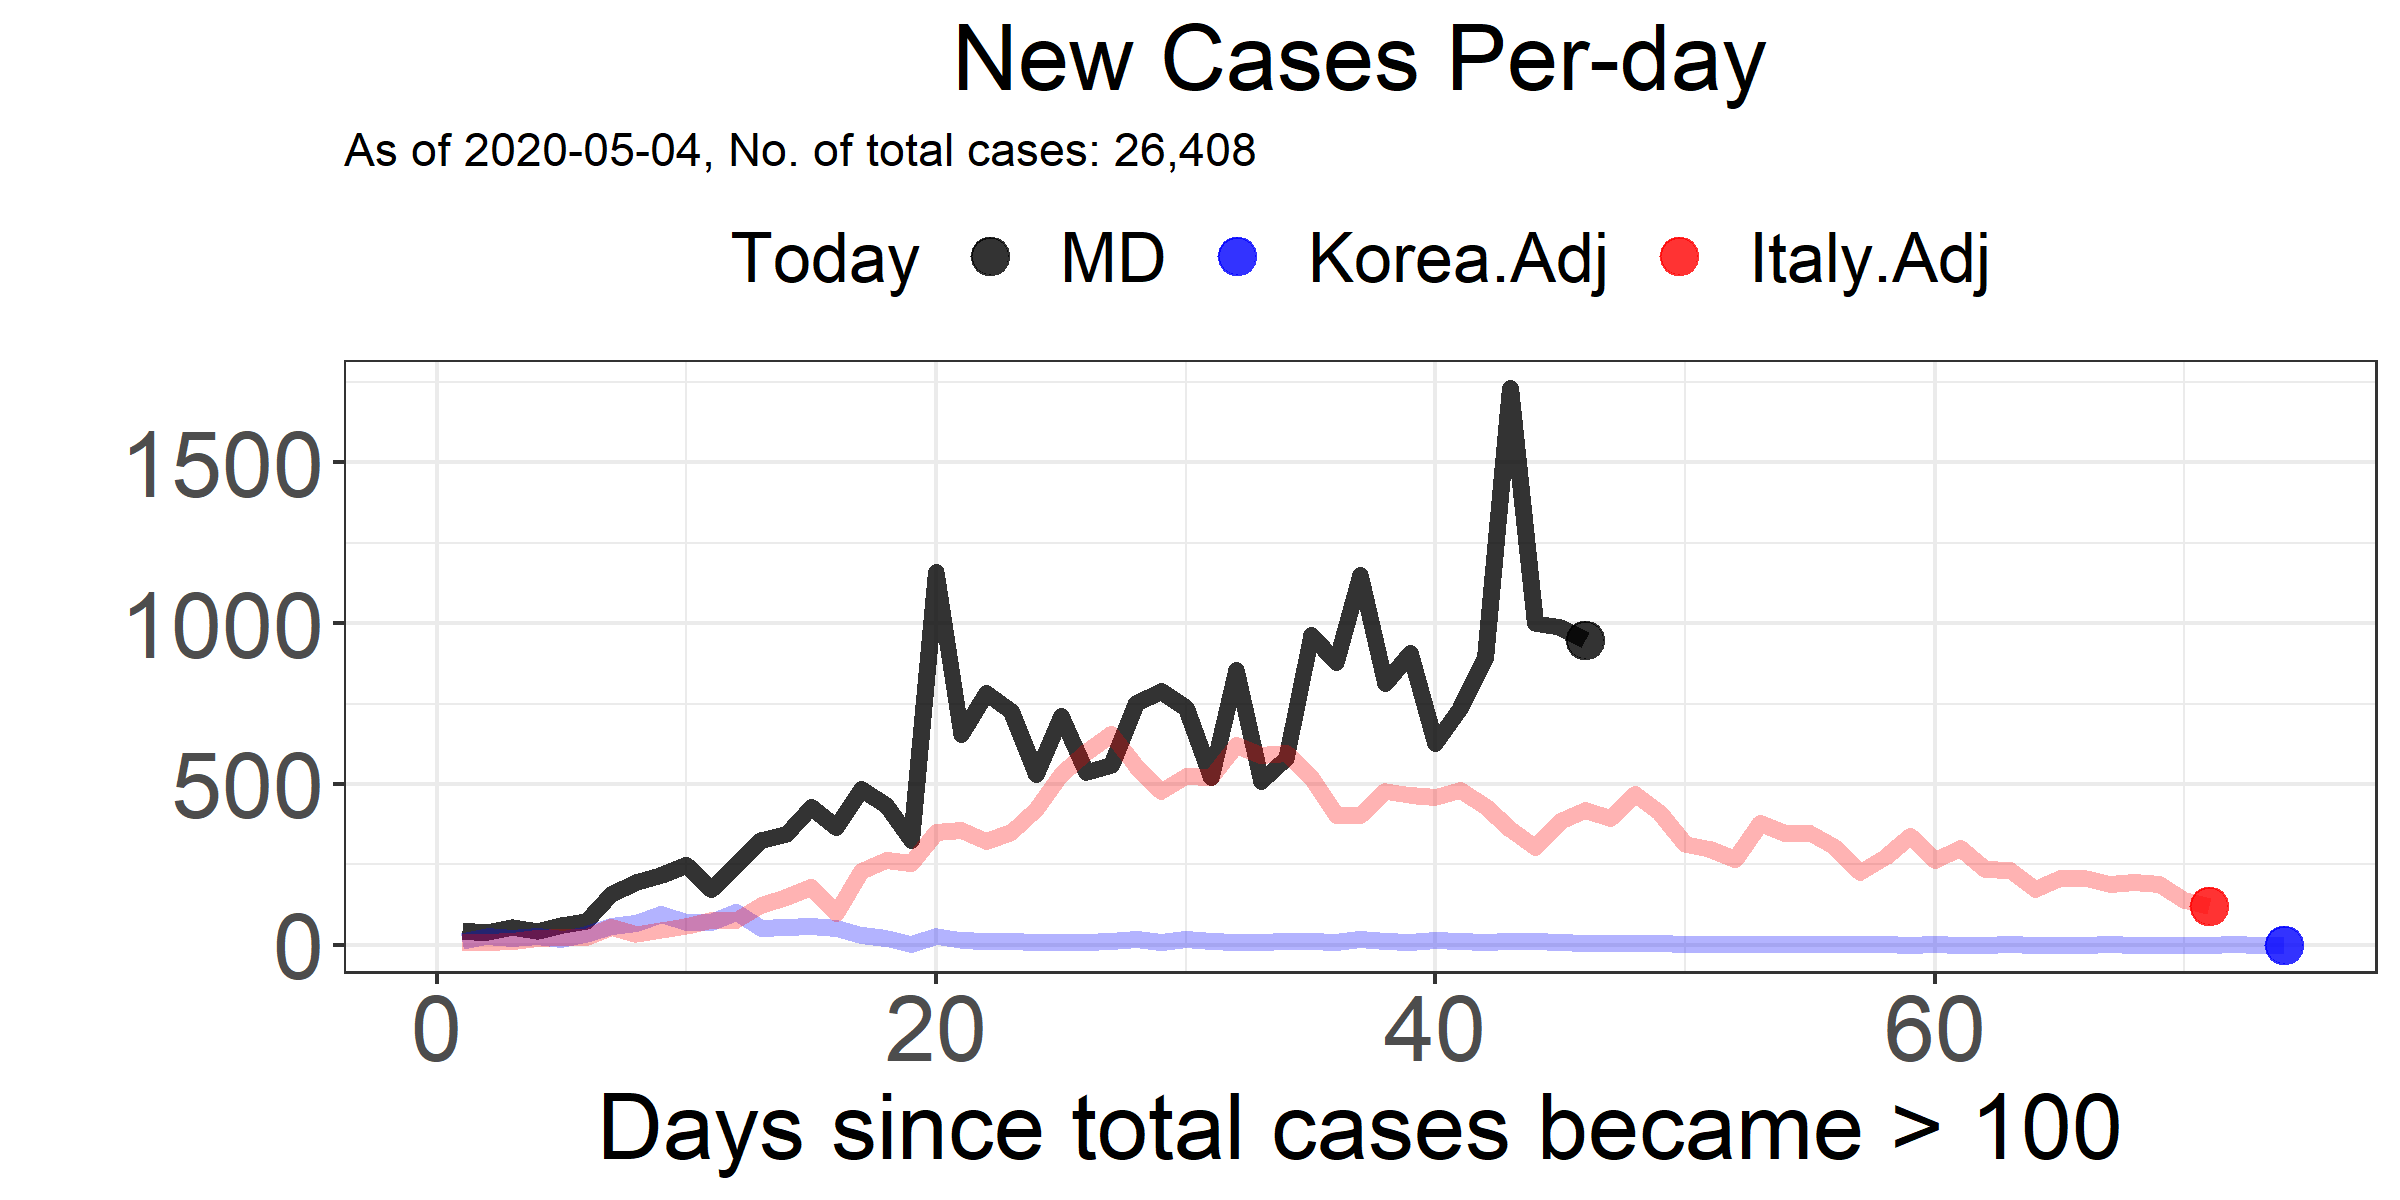 New Cases Per-day
As of 2020-05-04, No. of total cases: 26,408
Today MD Korea.Adj Italy.Adj
1500
1000
500
0
0 20 40 60
Days since total cases became > 100